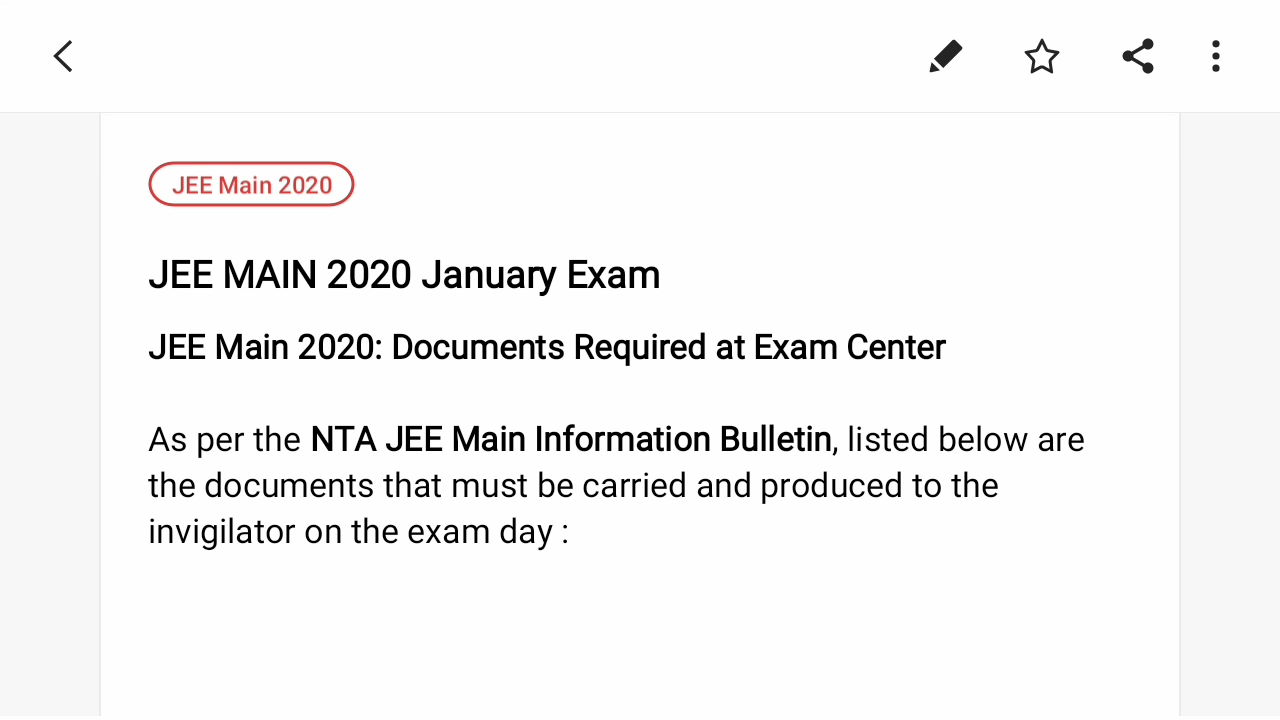 JEE Main 2020
JEE MAIN 2020 January Exam
JEE Main 2020: Documents Required at Exam Center
As per the NTA JEE Main Information Bulletin, listed below are
the documents that must be carried and produced to the
invigilator on the exam day :